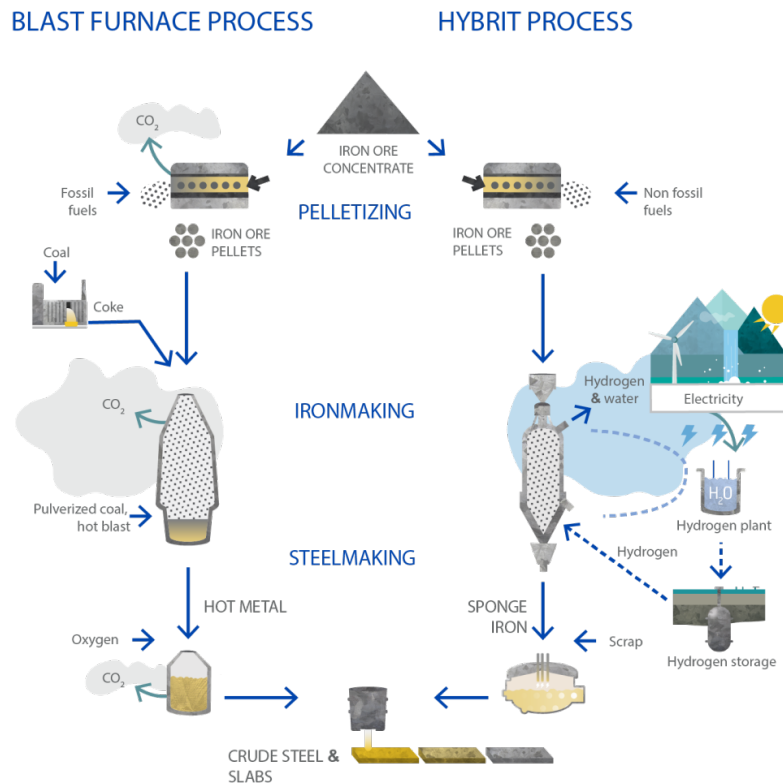 BLAST FURNACE PROCESS
HYBRIT PROCESS
CO₂
IRON ORE
CONCENTRATE
Fossil
fuels
PELLETIZING
Non fossil
fuels
IRON ORE
PELLETS
IRON ORE
PELLETS
Coal
Coke
CO₂
IRONMAKING
Hydrogen
& water
Electricity
Pulverized coal,
hot blast
H₂O
Hydrogen plant
STEELMAKING
Hydrogen
HOT METAL
SPONGE
IRON
Oxygen
Scrap
Hydrogen storage
CO₂
CRUDE STEEL &
SLABS